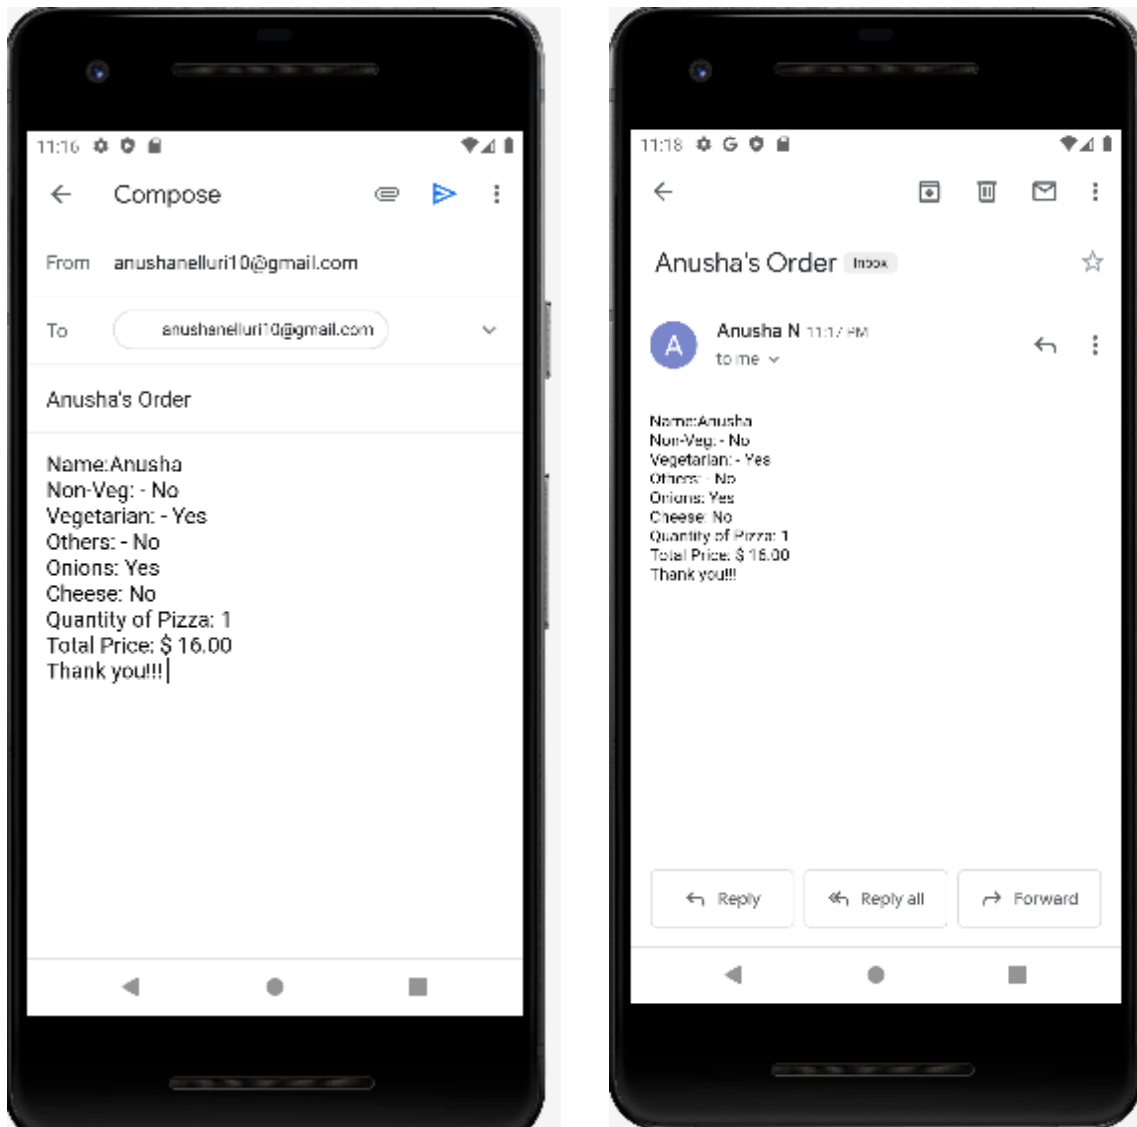 11:16
Compose
From anushanelluri10@gmail.com
To anushanelluri10@gmail.com
Anusha's Order
Name:Anusha
Non-Veg: - No
Vegetarian: - Yes
Others: - No
Onions: Yes
Cheese: No
Quantity of Pizza: 1
Total Price: $ 16.00
Thank you!!!
11:18 G
Anusha's Order Inbox
A Anusha N 11:17 PM
to me
Name:Anusha
Non-Veg: - No
Vegetarian: - Yes
Others: - No
Onions: Yes
Cheese: No
Quantity of Pizza: 1
Total Price: $ 16.00
Thank you!!!
Reply Reply all Forward